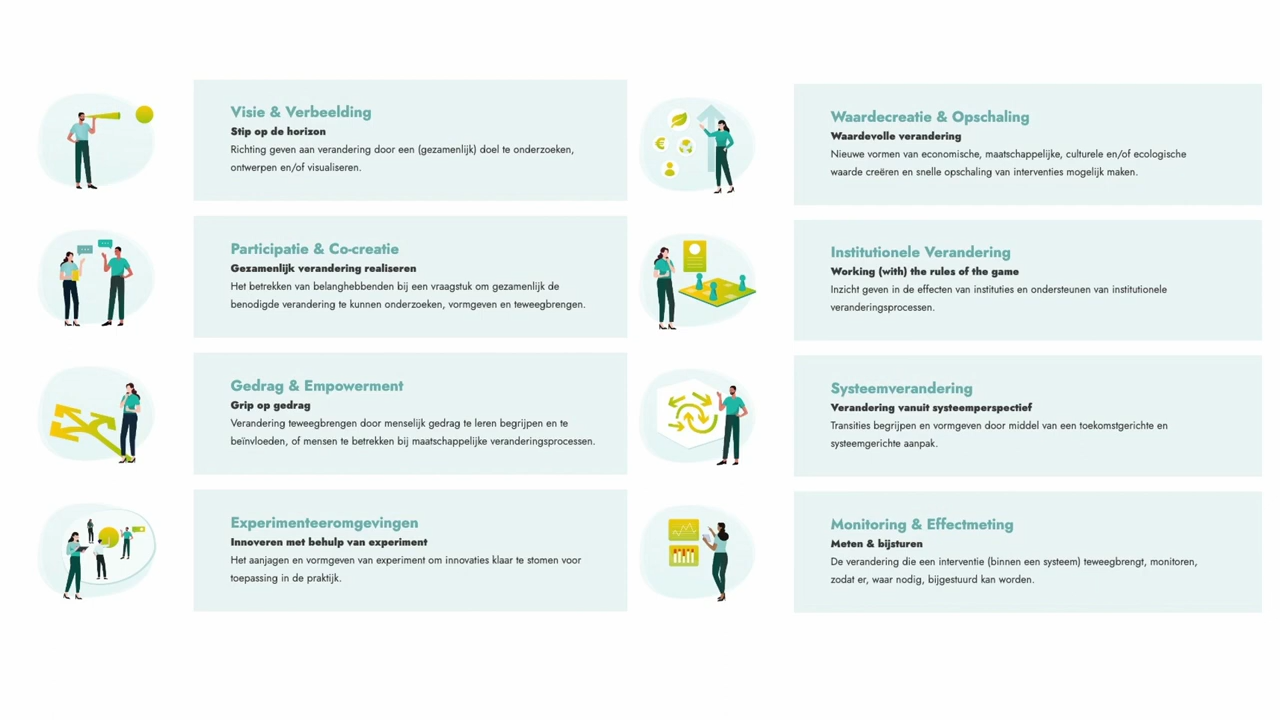 Visie & Verbeelding
Stip op de horizon
Richting geven aan verandering door een (gezamenlijk) doel te onderzoeken,
ontwerpen en/of visualiseren.
Participatie & Co-creatie
Gezamenlijk verandering realiseren
Het betrekken van belanghebbenden bij een vraagstuk om gezamenlijk de
benodigde verandering te kunnen onderzoeken, vormgeven en teweegbrengen.
Gedrag & Empowerment
Grip op gedrag
Verandering teweegbrengen door menselijk gedrag te leren begrijpen en te
beïnvloeden, of mensen te betrekken bij maatschappelijke veranderingsprocessen.
Experimenteeromgevingen
Innoveren met behulp van experiment
Het aanjagen en vormgeven van experiment om innovaties klaar te stomen voor
toepassing in de praktijk.
Waardecreatie & Opschaling
Waardevolle verandering
Nieuwe vormen van economische, maatschappelijke, culturele en/of ecologische
waarde creëren en snelle opschaling van interventies mogelijk maken.
Institutionele Verandering
Working (with) the rules of the game
Inzicht geven in de effecten van instituties en ondersteunen van institutionele
veranderingsprocessen.
Systeemverandering
Verandering vanuit systeemperspectief
Transities begrijpen en vormgeven door middel van een toekomstgerichte en
systeemgerichte aanpak.
Monitoring & Effectmeting
Meten & bijsturen
De verandering die een interventie (binnen een systeem) teweegbrengt, monitoren,
zodat er, waar nodig, bijgestuurd kan worden.